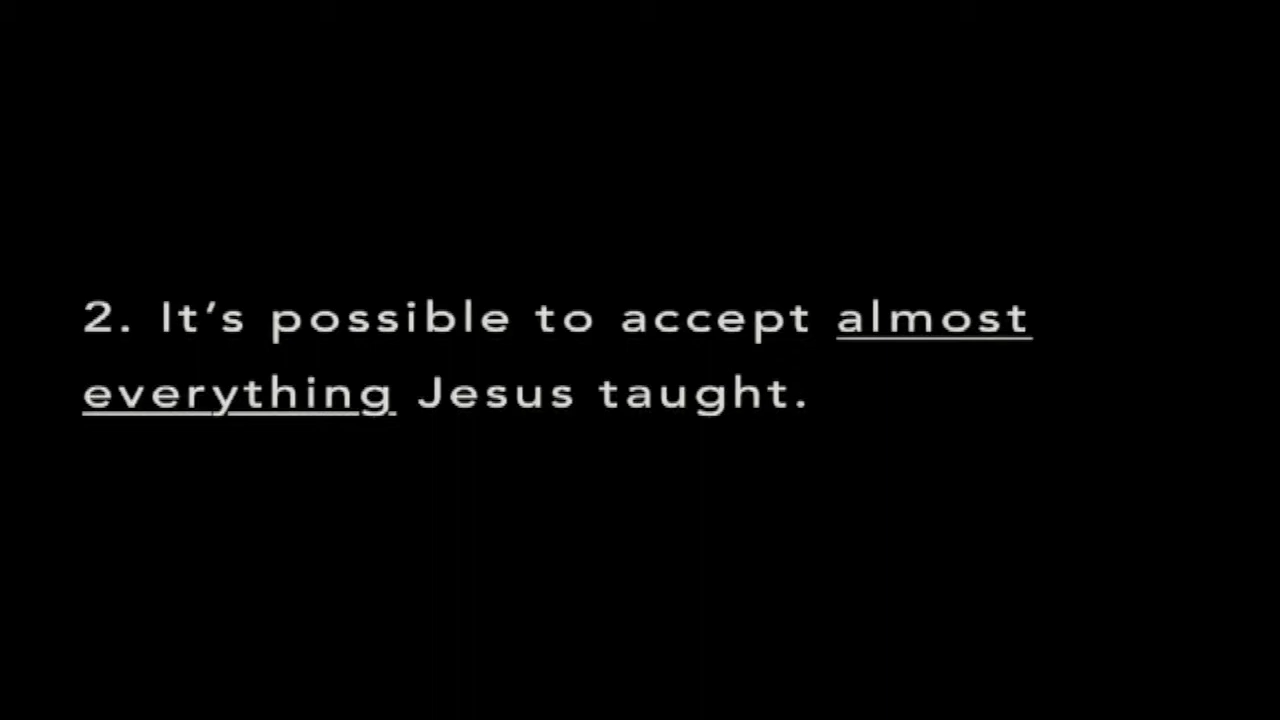 2. It’s possible to accept almost
everything Jesus taught.